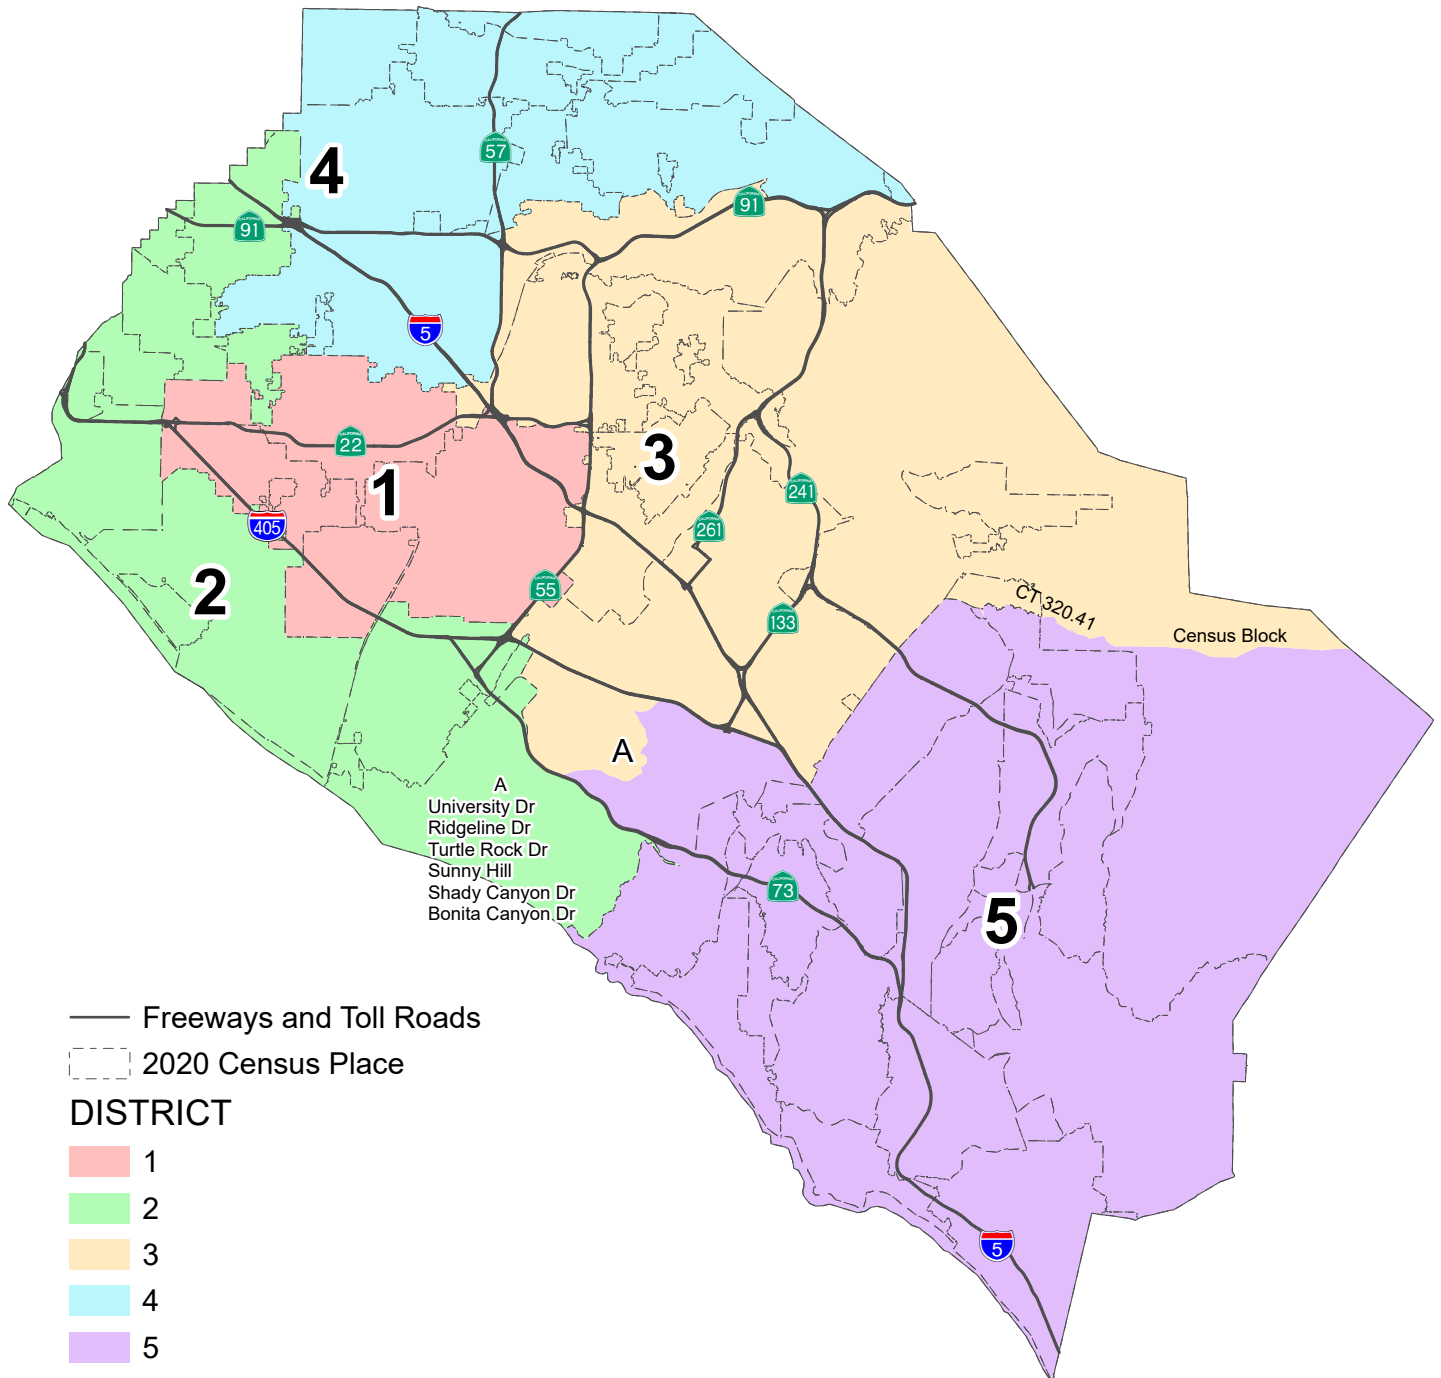 4
57
91
91
5
22
3
1
241
405
261
2
55
133
CT 320.41
Census Block
A
A
University Dr
Ridgeline Dr
Turtle Rock Dr
Sunny Hill
Shady Canyon Dr
Bonita Canyon Dr
73
5
Freeways and Toll Roads
2020 Census Place
DISTRICT
1
2
3
4
5
5